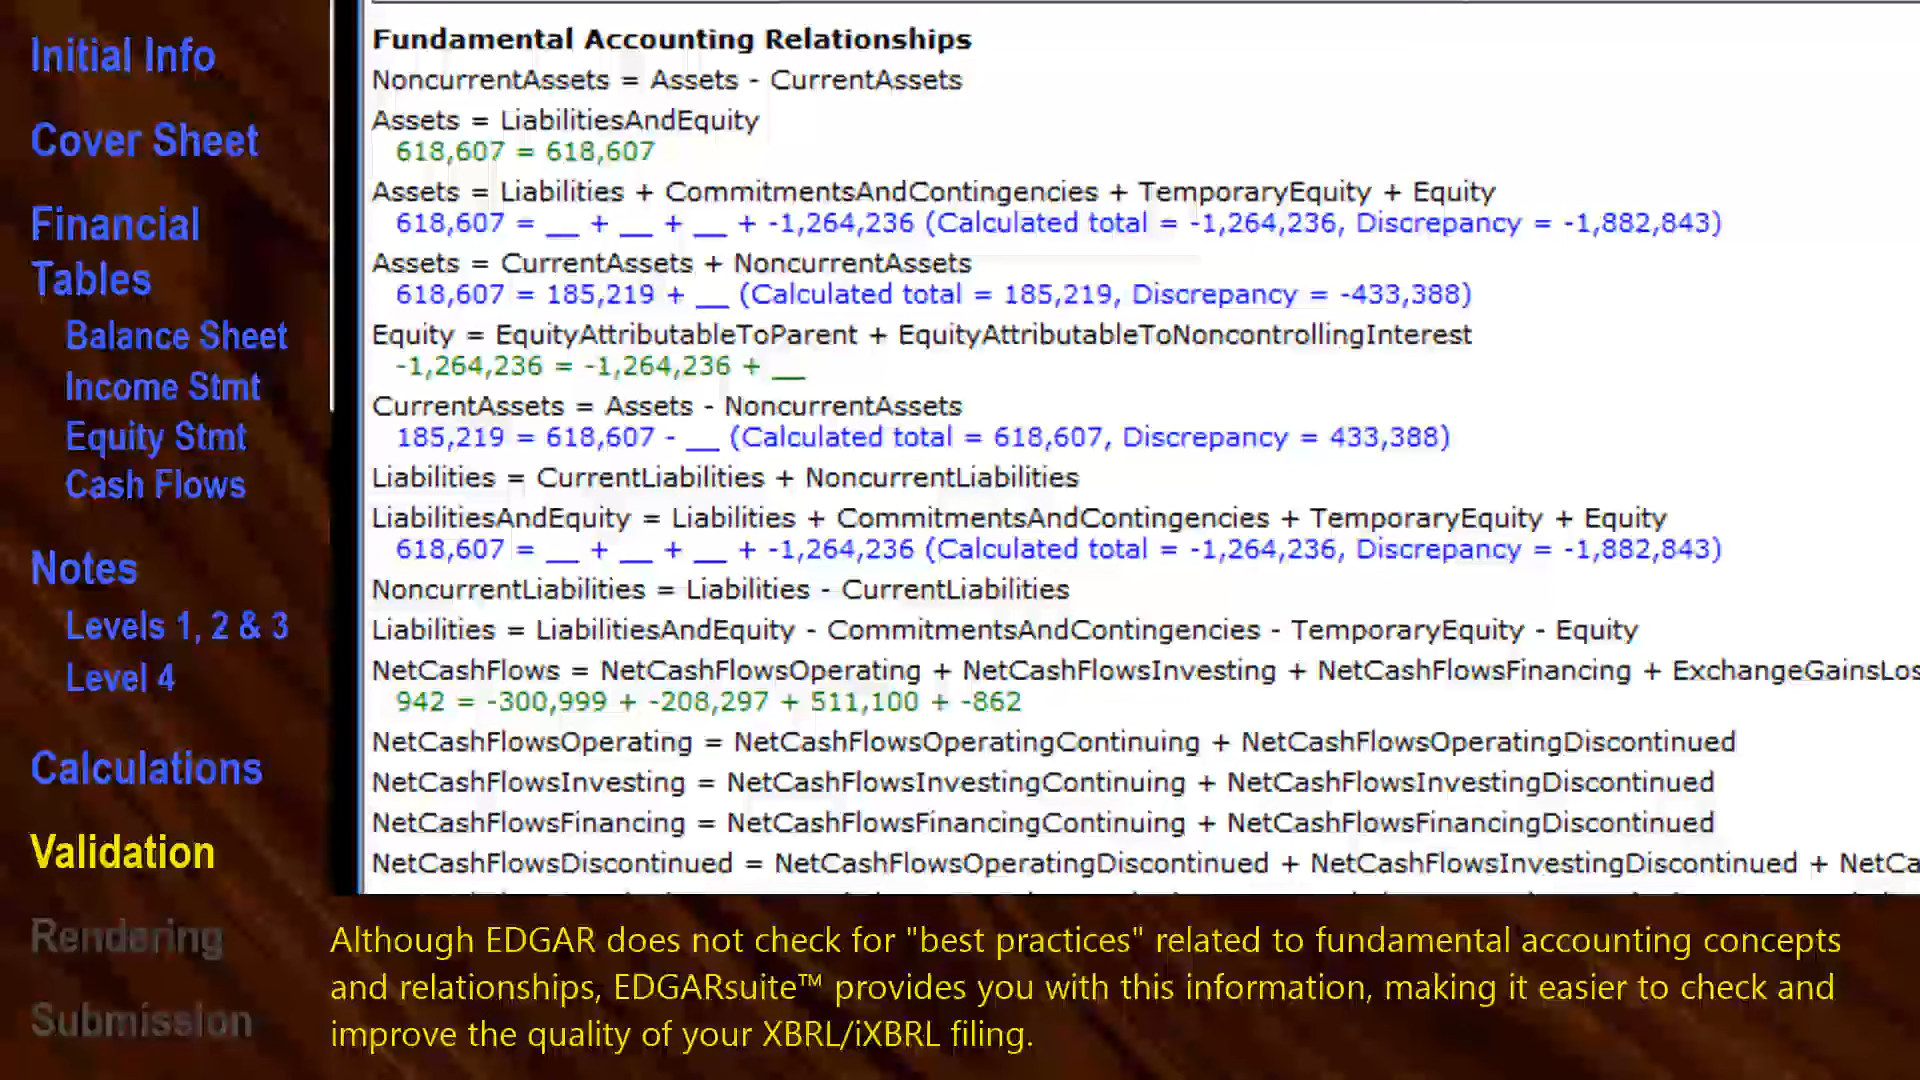 Initial Info
Cover Sheet
Financial
Tables
Balance Sheet
Income Stmt
Equity Stmt
Cash Flows
Notes
Levels 1, 2 & 3
Level 4
Calculations
Validation
Rendering
Submission
Fundamental Accounting Relationships
NoncurrentAssets = Assets - CurrentAssets
Assets = LiabilitiesAndEquity
618,607 = 618,607
Assets = Liabilities + CommitmentsAndContingencies + TemporaryEquity + Equity
618,607 = __ + __ + __ + -1,264,236 (Calculated total = -1,264,236, Discrepancy = -1,882,843)
Assets = CurrentAssets + NoncurrentAssets
618,607 = 185,219 + __ (Calculated total = 185,219, Discrepancy = -433,388)
Equity = EquityAttributableToParent + EquityAttributableToNoncontrollingInterest
-1,264,236 = -1,264,236 + __
CurrentAssets = Assets - NoncurrentAssets
185,219 = 618,607 - __ (Calculated total = 618,607, Discrepancy = 433,388)
Liabilities = CurrentLiabilities + NoncurrentLiabilities
LiabilitiesAndEquity = Liabilities + CommitmentsAndContingencies + TemporaryEquity + Equity
618,607 = __ + __ + __ + -1,264,236 (Calculated total = -1,264,236, Discrepancy = -1,882,843)
NoncurrentLiabilities = Liabilities - CurrentLiabilities
Liabilities = LiabilitiesAndEquity - CommitmentsAndContingencies - TemporaryEquity - Equity
NetCashFlows = NetCashFlowsOperating + NetCashFlowsInvesting + NetCashFlowsFinancing + ExchangeGainsLos
942 = -300,999 + -208,297 + 511,100 + -862
NetCashFlowsOperating = NetCashFlowsOperatingContinuing + NetCashFlowsOperatingDiscontinued
NetCashFlowsInvesting = NetCashFlowsInvestingContinuing + NetCashFlowsInvestingDiscontinued
NetCashFlowsFinancing = NetCashFlowsFinancingContinuing + NetCashFlowsFinancingDiscontinued
NetCashFlowsDiscontinued = NetCashFlowsOperatingDiscontinued + NetCashFlowsInvestingDiscontinued + NetCa
Although EDGAR does not check for "best practices" related to fundamental accounting concepts
and relationships, EDGARsuite™ provides you with this information, making it easier to check and
improve the quality of your XBRL/iXBRL filing.